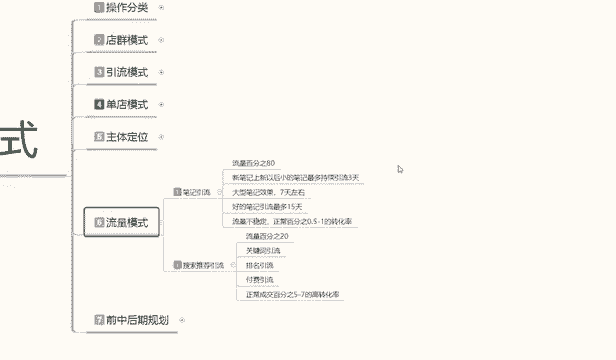 1 操作分类
2 店群模式
3 引流模式
4 单店模式
5 主体定位
式
6 流量模式
1 笔记引流
流量百分之80
新笔记上新以后小的笔记最多持续引流3天
大型笔记效果，7天左右
好的笔记引流最多15天
流量不稳定，正常百分之0.5-1的转化率
搜索推荐引流
流量百分之20
关键词引流
排名引流
付费引流
正常成交百分之5-7的高转化率
7 前中后期规划